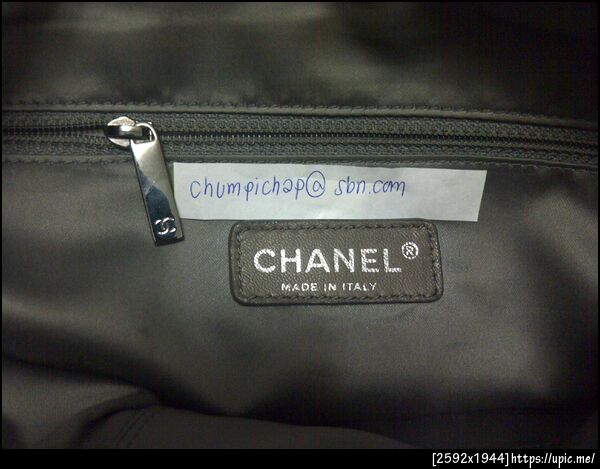 chumpichap@ sbn.com
CHANEL®
MADE IN ITALY
[2592x1944]https://upic.me/